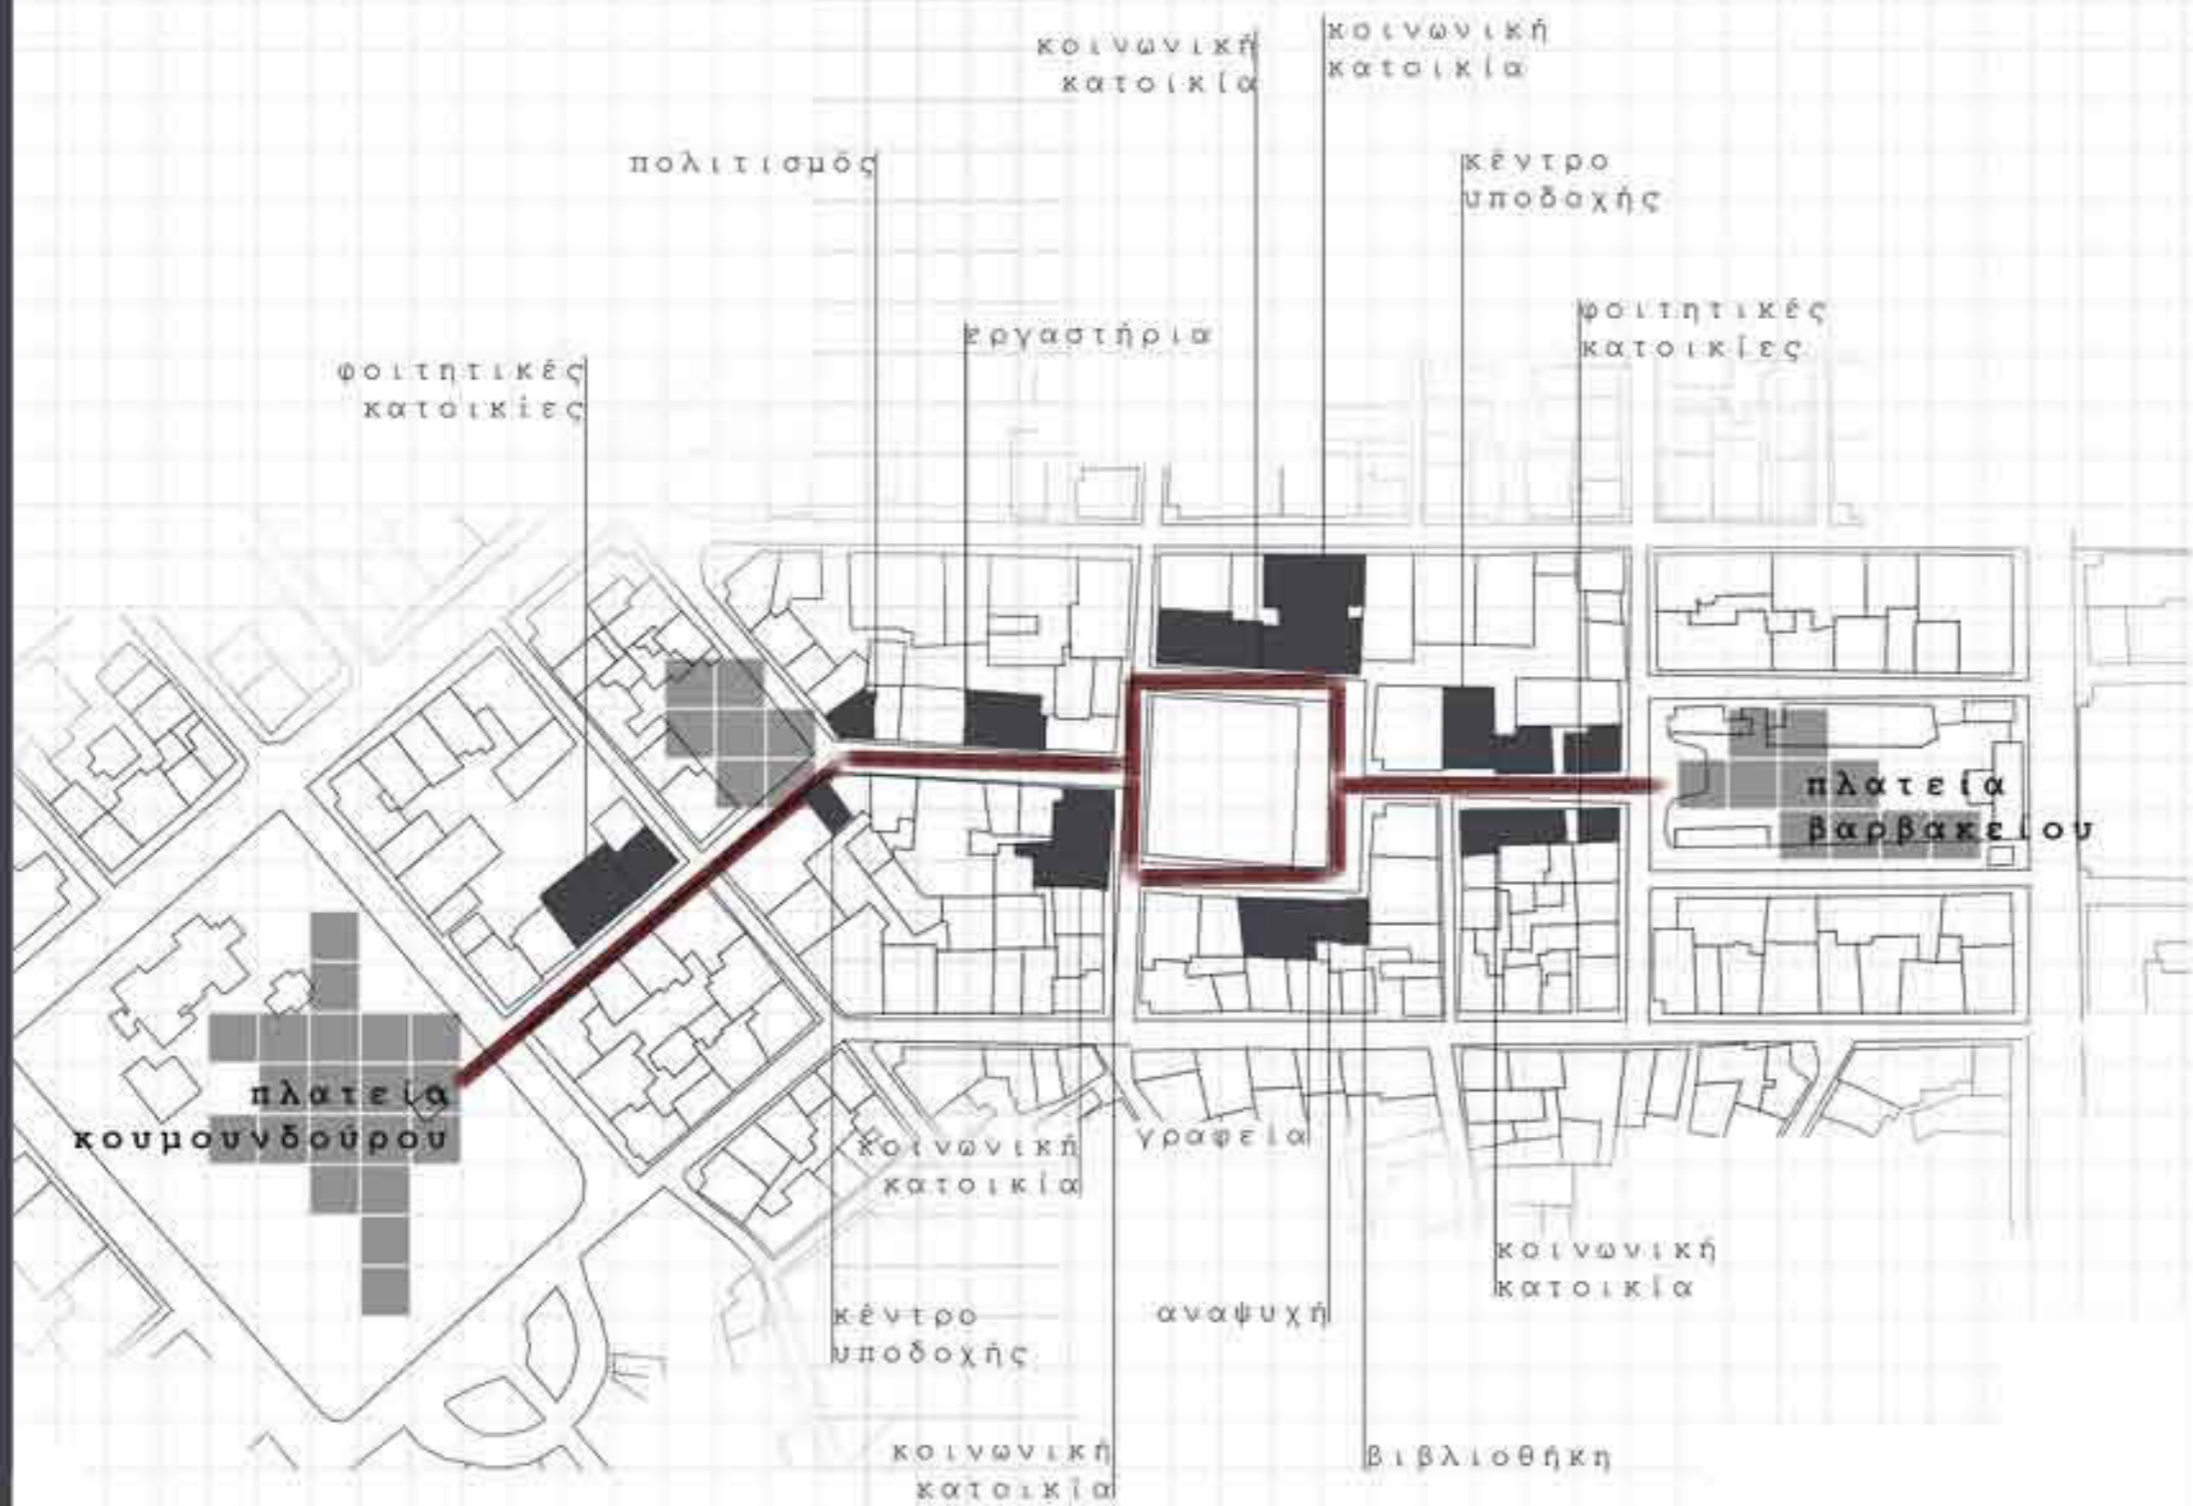 κοινωνική
κατοικία
κοινωνική
κατοικία
πολιτισμός
κέντρο
υποδοχής
φοιτητικές
κατοικίες
εργαστήρια
φοιτητικές
κατοικίες
πλατεία
βαρβακείου
πλατεία
κουμουνδούρου
κοινωνική
κατοικία
γραφεία
κοινωνική
κατοικία
κέντρο
υποδοχής
αναψυχή
κοινωνική
κατοικία
βιβλιοθήκη